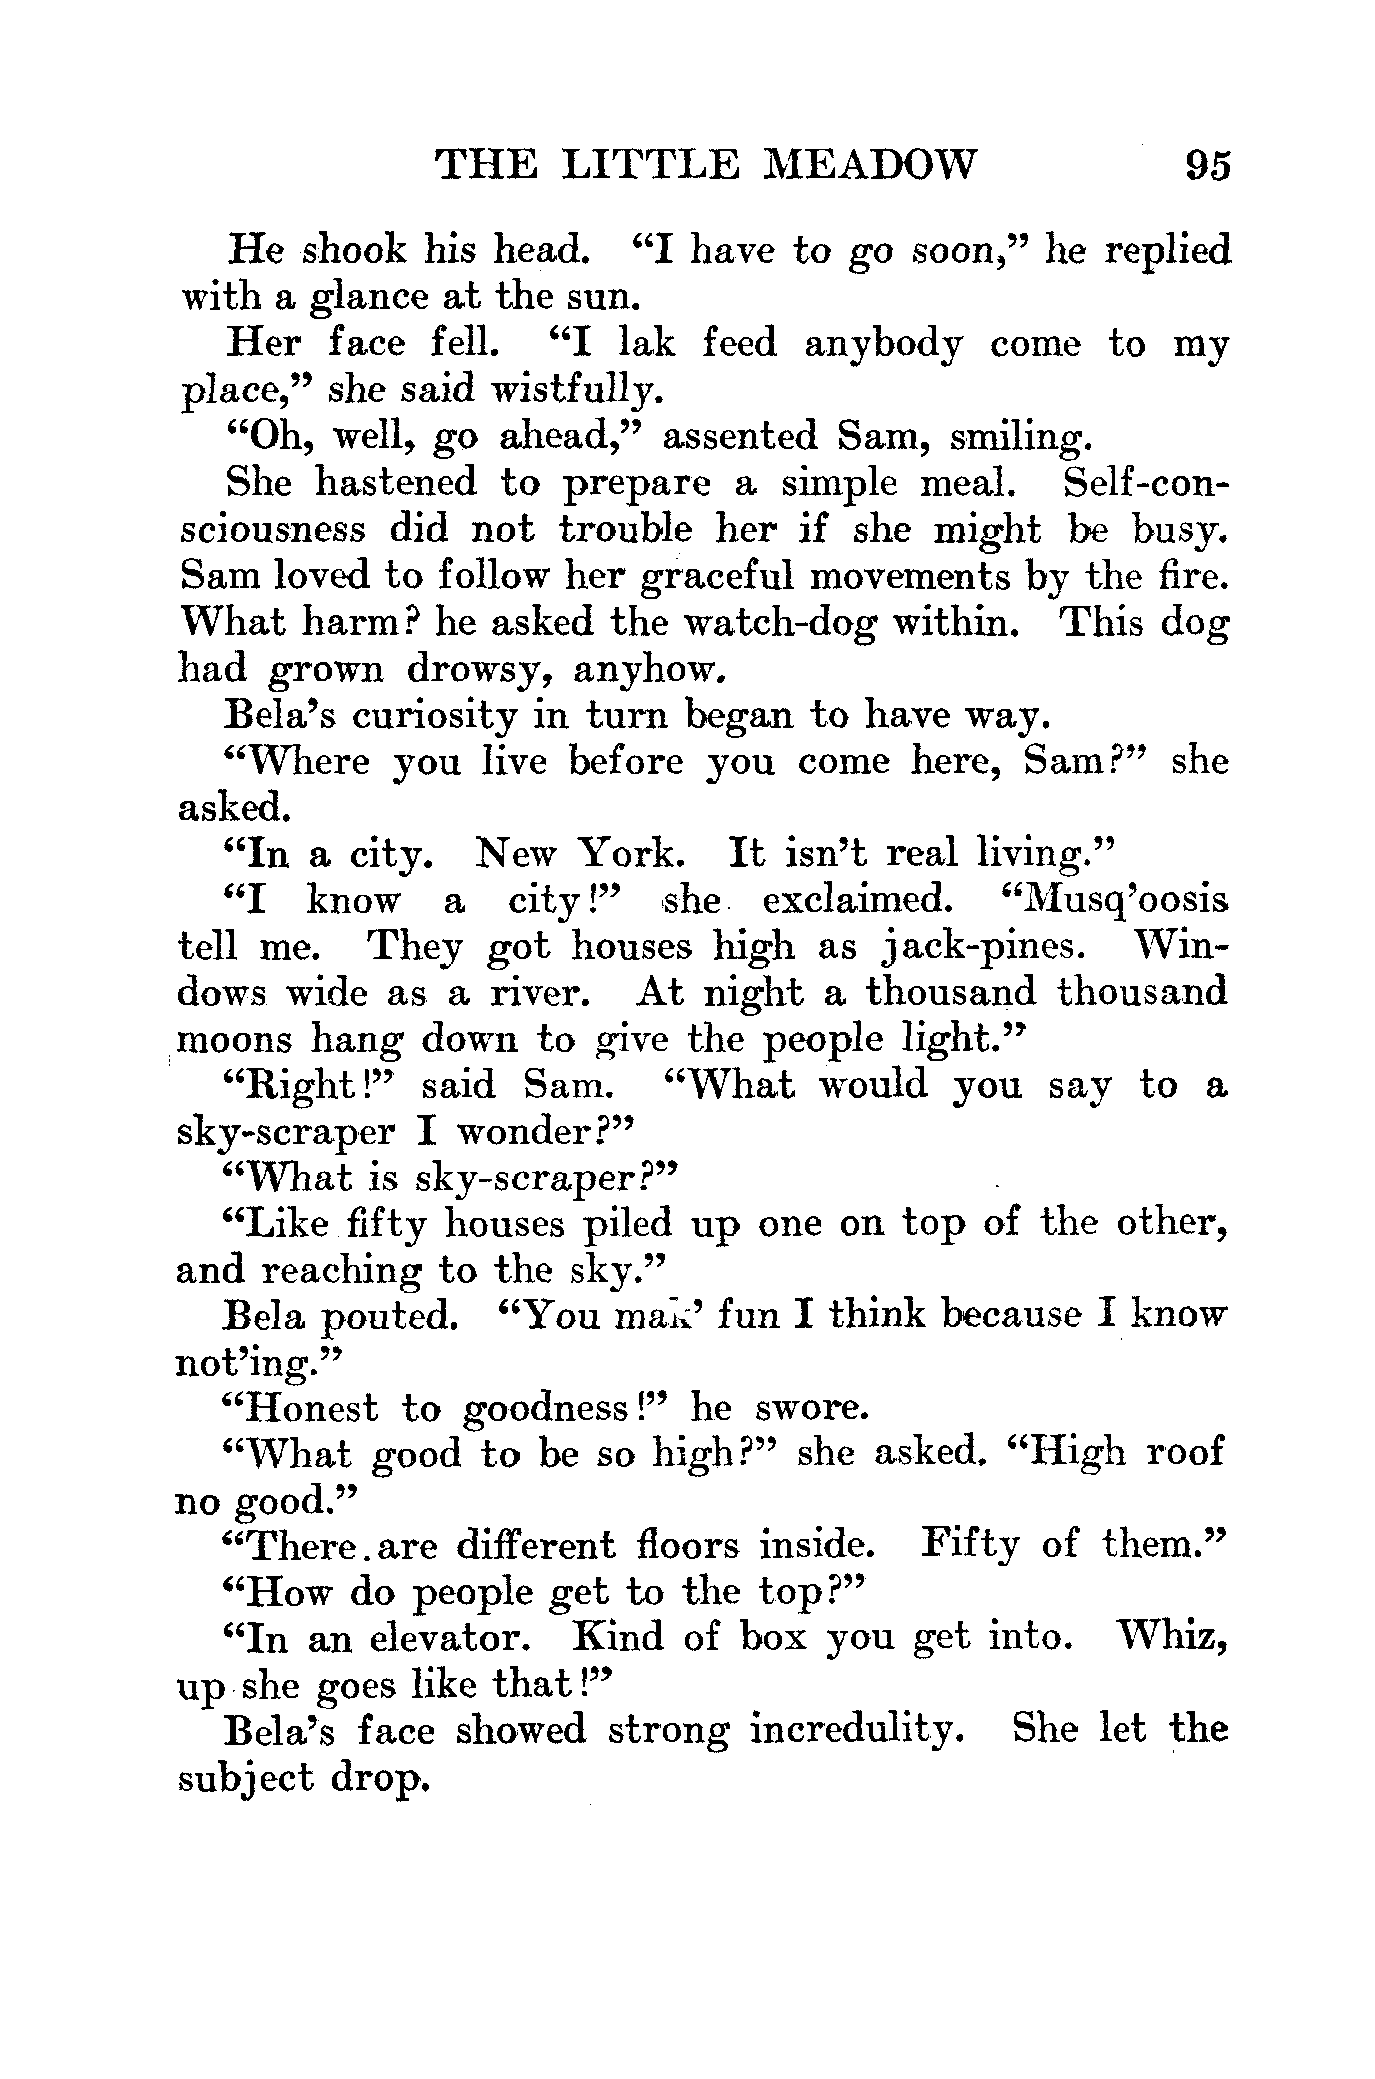 THE LITTLE MEADOW 95
He shook his head. “I have to go soon,” he replied
with a glance at the sun.
Her face fell. “I lak feed anybody come to my
place,” she said wistfully.
“Oh, well, go ahead,” assented Sam, smiling.
She hastened to prepare a simple meal. Self-con-
sciousness did not trouble her if she might be busy.
Sam loved to follow her graceful movements by the fire.
What harm? he asked the watch-dog within. This dog
had grown drowsy, anyhow.
Bela’s curiosity in turn began to have way.
“Where you live before you come here, Sam?” she
asked.
“In a city. New York. It isn’t real living.”
“I know a city!” she exclaimed. “Musq’oosis
tell me. They got houses high as jack-pines. Win-
dows wide as a river. At night a thousand thousand
moons hang down to give the people light.”
“Right!” said Sam. “What would you say to a
sky-scraper I wonder?”
“What is sky-scraper?”
“Like fifty houses piled up one on top of the other,
and reaching to the sky.”
Bela pouted. “You mak’ fun I think because I know
not’ing.”
“Honest to goodness!” he swore.
“What good to be so high?” she asked. “High roof
no good.”
“There are different floors inside. Fifty of them.”
“How do people get to the top?”
“In an elevator. Kind of box you get into. Whiz,
up she goes like that!”
Bela’s face showed strong incredulity. She let the
subject drop.